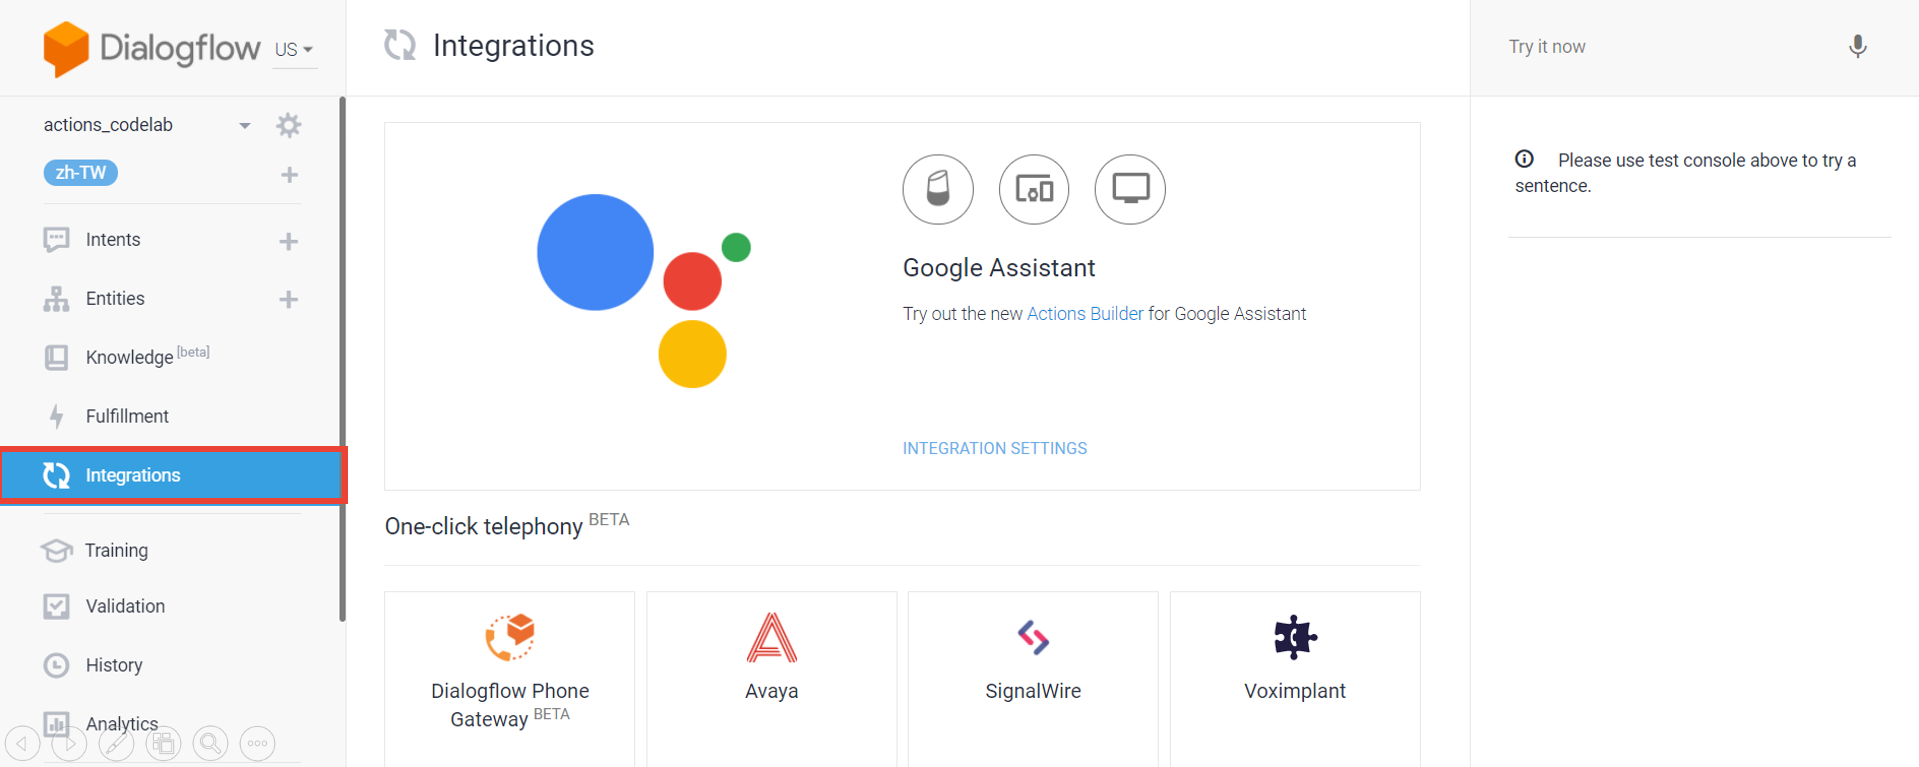 Dialogflow
US
Integrations
Try it now
actions_codelab
zh-TW
Intents
Entities
Knowledge [beta]
Fulfillment
Integrations
Training
Validation
History
Analytics
Google Assistant
Try out the new Actions Builder for Google Assistant
INTEGRATION SETTINGS
One-click telephony BETA
Dialogflow Phone
Gateway BETA
Avaya
SignalWire
Voximplant
Please use test console above to try a
sentence.